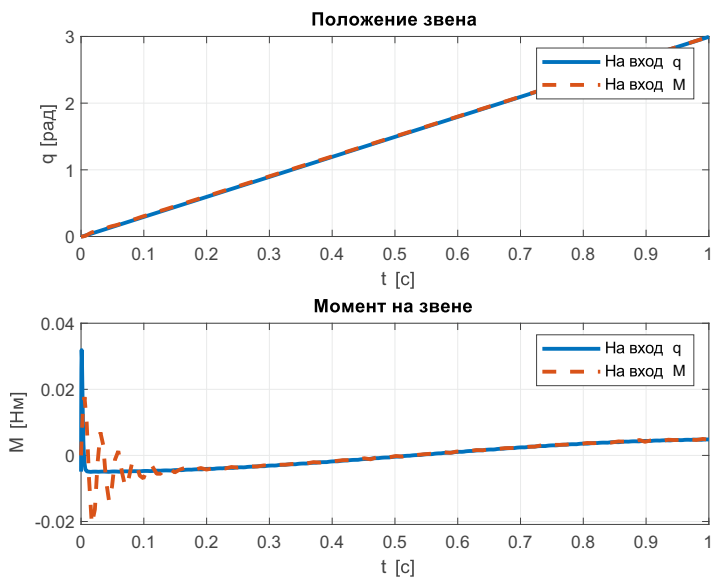 Положение звена
3
2
1
0
q [рад]
На вход q
На вход M
0 0.1 0.2 0.3 0.4 0.5 0.6 0.7 0.8 0.9 1
t [с]
Момент на звене
0.04
0.02
0
-0.02
M [Нм]
На вход q
На вход M
0 0.1 0.2 0.3 0.4 0.5 0.6 0.7 0.8 0.9 1
t [с]